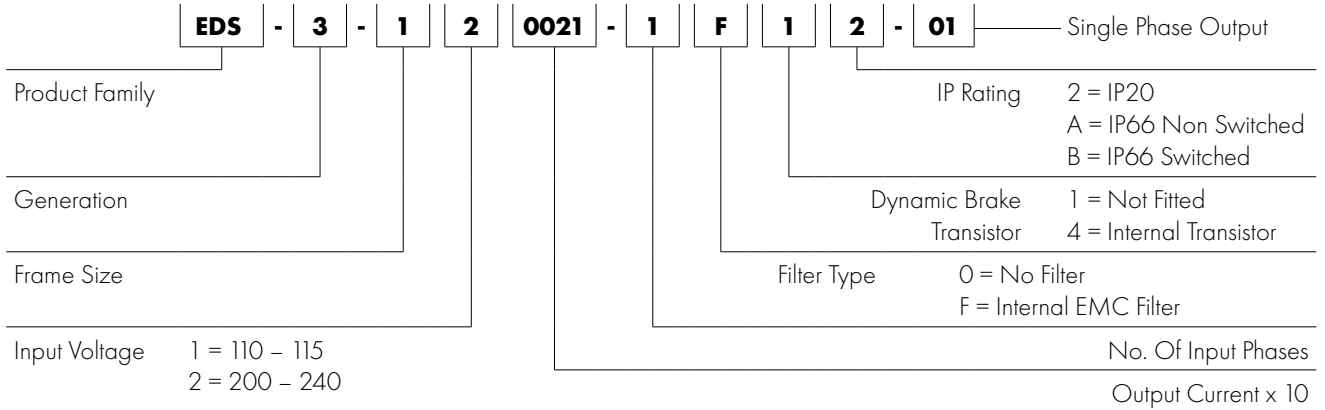 EDS - 3 - 1 2 0021 - 1 F 1 2 - 01 Single Phase Output
Product Family
IP Rating 2 = IP20
A = IP66 Non Switched
B = IP66 Switched
Generation
Dynamic Brake 1 = Not Fitted
Transistor 4 = Internal Transistor
Frame Size
Filter Type 0 = No Filter
F = Internal EMC Filter
Input Voltage 1 = 110 – 115
2 = 200 – 240
No. Of Input Phases
Output Current x 10